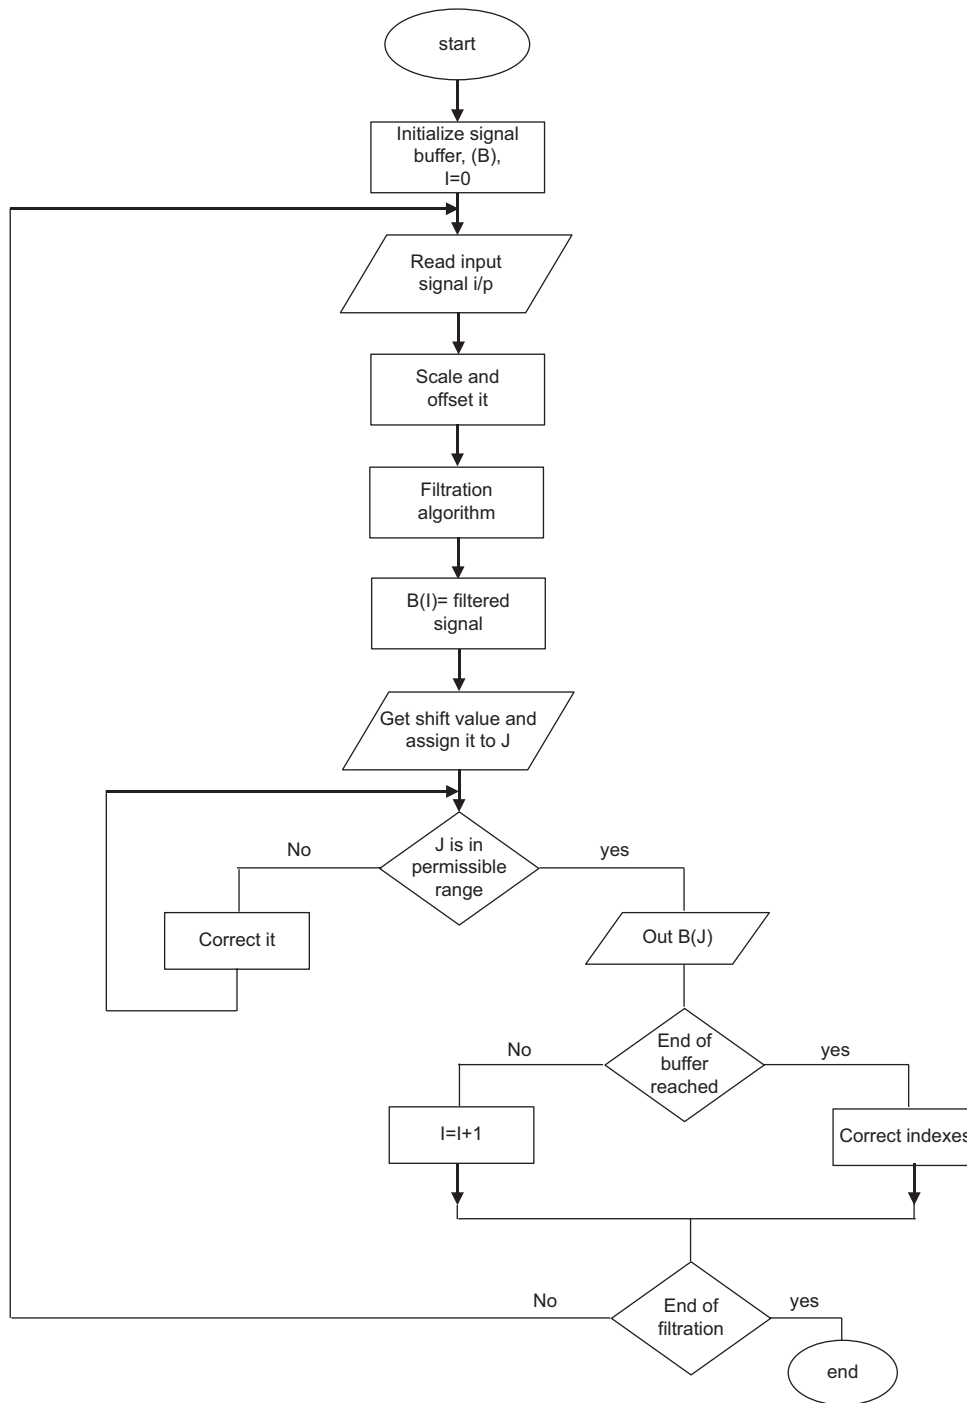 start
Initialize signal
buffer, (B),
I=0
Read input
signal i/p
Scale and
offset it
Filtration
algorithm
B(I)= filtered
signal
Get shift value and
assign it to J
J is in
permissible
range
No
yes
Correct it
Out B(J)
End of
buffer
reached
No
yes
I=I+1
Correct indexes
End of
filtration
No
yes
end